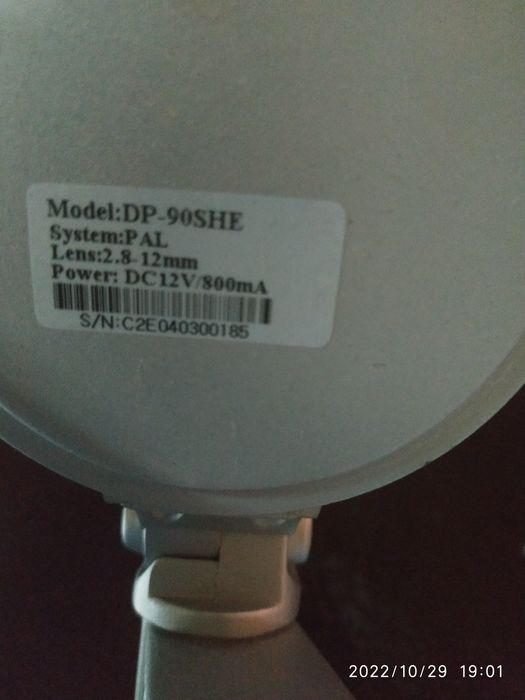 Model:DP-90SHE
System:PAL
Lens:2.8-12mm
Power: DC12V/800mA
S/N:C2E040300185
2022/10/29 19:01